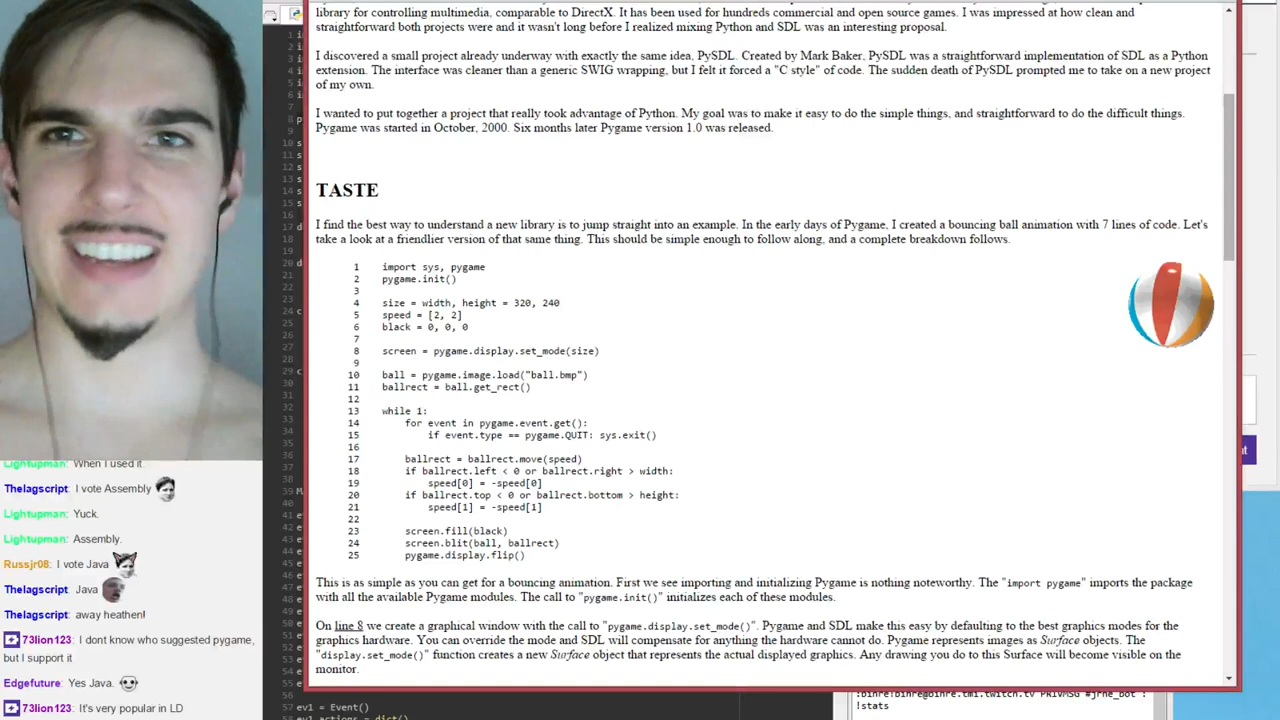 library for controlling multimedia, comparable to DirectX. It has been used for hundreds commercial and open source games. I was impressed at how clean and
straightforward both projects were and it wasn't long before I realized mixing Python and SDL was an interesting proposal.
I discovered a small project already underway with exactly the same idea, PySDL. Created by Mark Baker, PySDL was a straightforward implementation of SDL as a Python
extension. The interface was cleaner than a generic SWIG wrapping, but I felt it forced a "C style" of code. The sudden death of PySDL prompted me to take on a new project
of my own.
I wanted to put together a project that really took advantage of Python. My goal was to make it easy to do the simple things, and straightforward to do the difficult things.
Pygame was started in October, 2000. Six months later Pygame version 1.0 was released.
TASTE
I find the best way to understand a new library is to jump straight into an example. In the early days of Pygame, I created a bouncing ball animation with 7 lines of code. Let's
take a look at a friendlier version of that same thing. This should be simple enough to follow along, and a complete breakdown follows.
1 import sys, pygame
2 pygame.init()
3
4 size = width, height = 320, 240
5 speed = [2, 2]
6 black = 0, 0, 0
7
8 screen = pygame.display.set_mode(size)
9
10 ball = pygame.image.load("ball.bmp")
11 ballrect = ball.get_rect()
12
13 while 1:
14 for event in pygame.event.get():
15 if event.type == pygame.QUIT: sys.exit()
16
17 ballrect = ballrect.move(speed)
18 if ballrect.left < 0 or ballrect.right > width:
19 speed[0] = -speed[0]
20 if ballrect.top < 0 or ballrect.bottom > height:
21 speed[1] = -speed[1]
22
23 screen.fill(black)
24 screen.blit(ball, ballrect)
25 pygame.display.flip()
This is as simple as you can get for a bouncing animation. First we see importing and initializing Pygame is nothing noteworthy. The "import pygame" imports the package
with all the available Pygame modules. The call to "pygame.init()" initializes each of these modules.
On line 8 we create a graphical window with the call to "pygame.display.set_mode()". Pygame and SDL make this easy by defaulting to the best graphics modes for the
graphics hardware. You can override the mode and SDL will compensate for anything the hardware cannot do. Pygame represents images as Surface objects. The
"display.set_mode()" function creates a new Surface object that represents the actual displayed graphics. Any drawing you do to this Surface will become visible on the
monitor.
Lightupman: When I used it.
Thelagscript: I vote Assembly
Lightupman: Yuck.
Lightupman: Assembly.
Russjr08: I vote Java
Thelagscript: Java
Thelagscript: away heathen!
73lion123: I dont know who suggested pygame,
but i support it
Edgefuture: Yes Java.
73lion123: It's very popular in LD
57 ev1 = Event()
ev1.actions = dict()
!stats